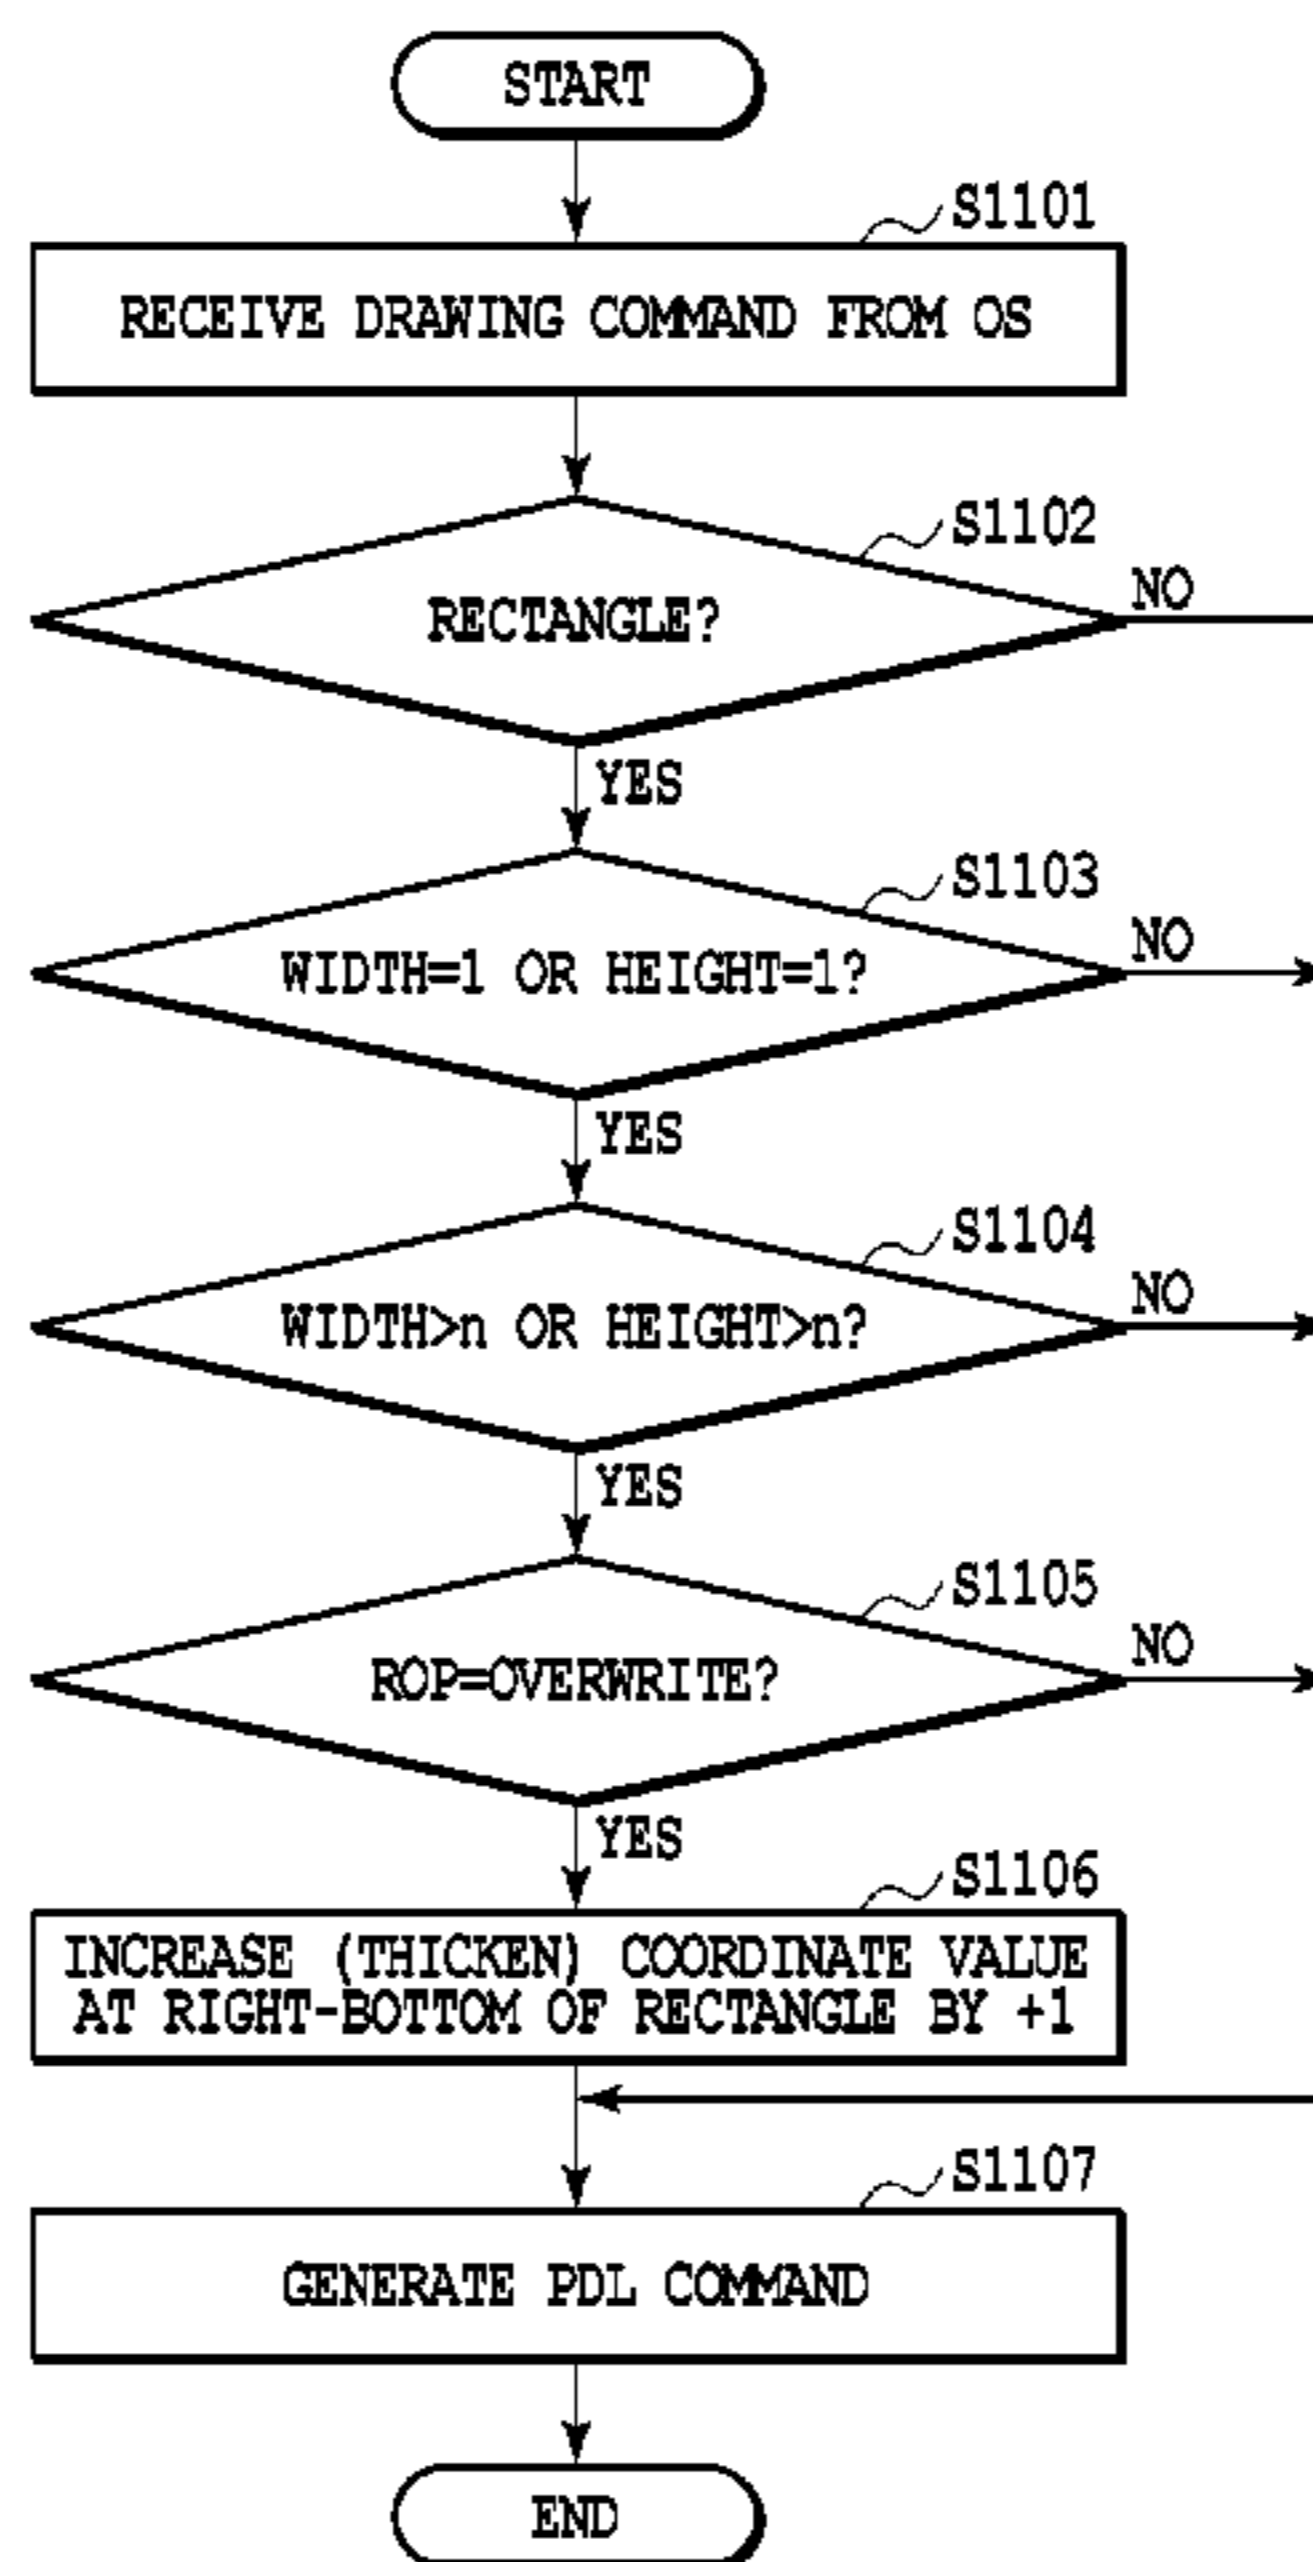 START
S1101
RECEIVE DRAWING COMMAND FROM OS
S1102
RECTANGLE?
NO
YES
S1103
WIDTH=1 OR HEIGHT=1?
NO
YES
S1104
WIDTH>n OR HEIGHT>n?
NO
YES
S1105
ROP=OVERWRITE?
NO
YES
S1106
INCREASE (THICKEN) COORDINATE VALUE
AT RIGHT-BOTTOM OF RECTANGLE BY +1
S1107
GENERATE PDL COMMAND
END